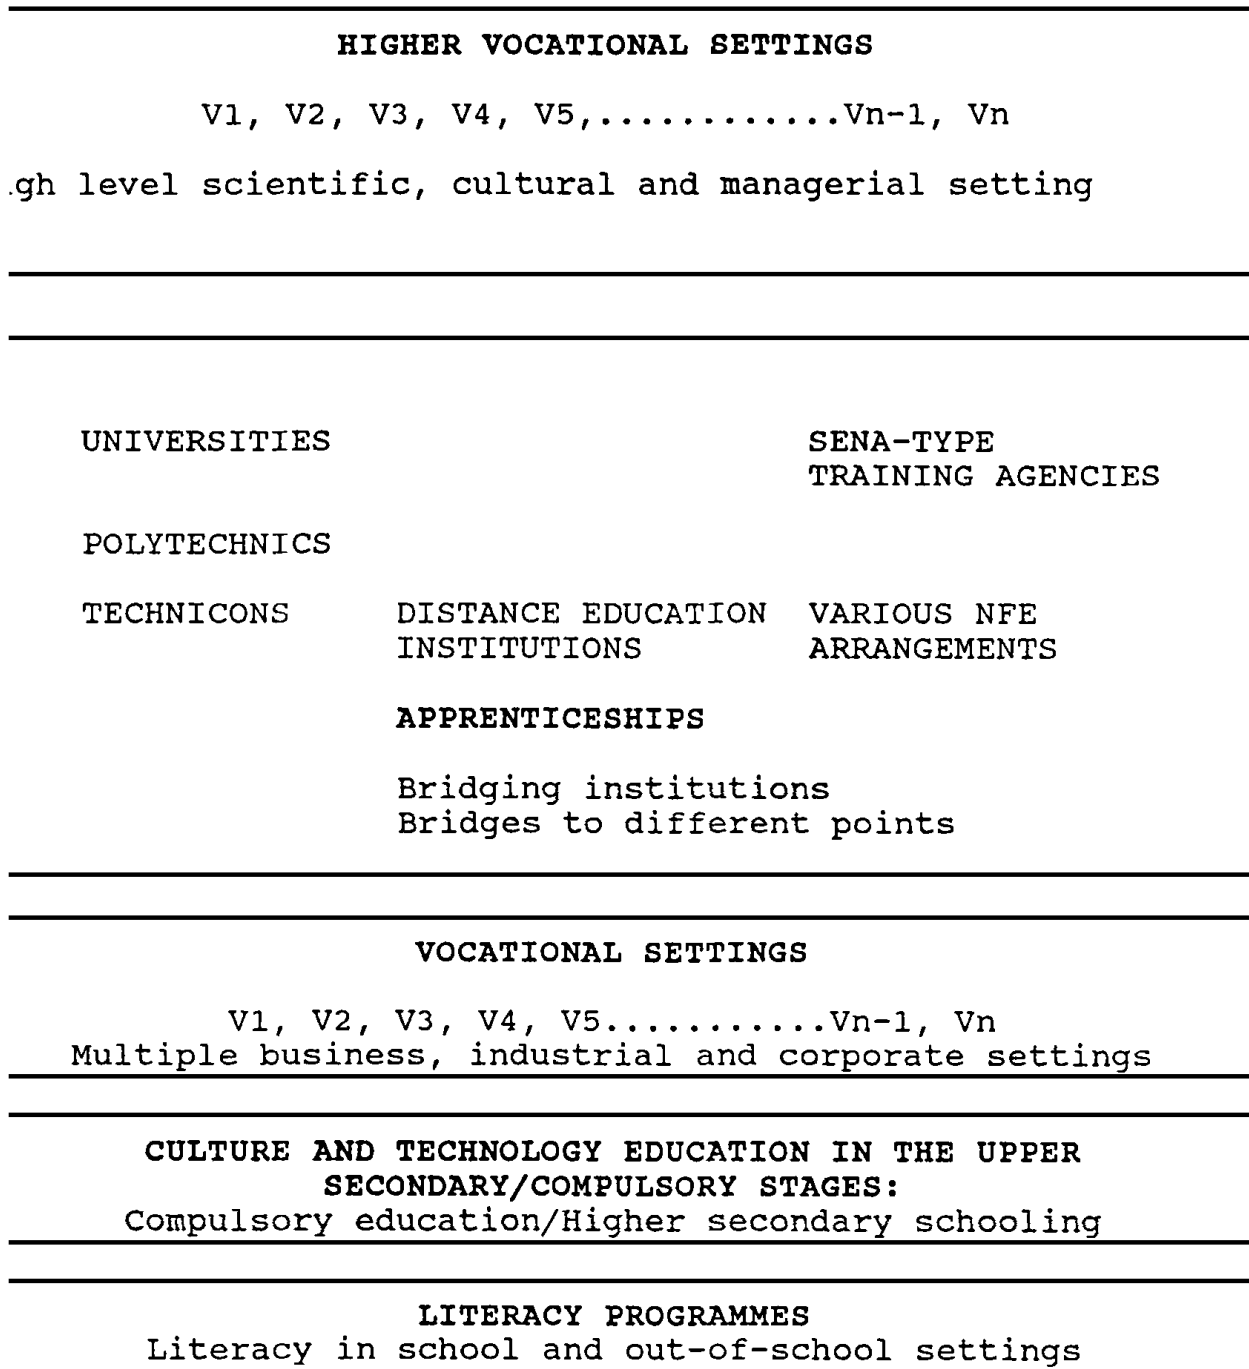 HIGHER VOCATIONAL SETTINGS
V1, V2, V3, V4, V5,............Vn-1, Vn
gh level scientific, cultural and managerial setting
UNIVERSITIES
SENA-TYPE
TRAINING AGENCIES
POLYTECHNICS
TECHNICONS
DISTANCE EDUCATION
INSTITUTIONS
VARIOUS NFE
ARRANGEMENTS
APPRENTICESHIPS
Bridging institutions
Bridges to different points
VOCATIONAL SETTINGS
V1, V2, V3, V4, V5...........Vn-1, Vn
Multiple business, industrial and corporate settings
CULTURE AND TECHNOLOGY EDUCATION IN THE UPPER
SECONDARY/COMPULSORY STAGES:
Compulsory education/Higher secondary schooling
LITERACY PROGRAMMES
Literacy in school and out-of-school settings